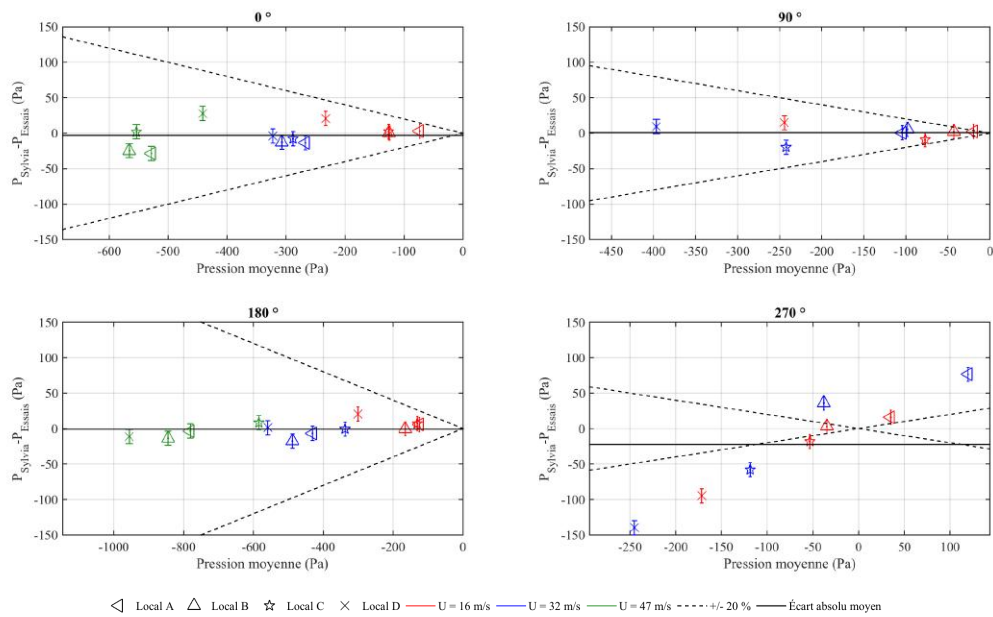 0 °
150
100
50
0
-50
-100
-150
P_Sylvia-P_Essais (Pa)
-600 -500 -400 -300 -200 -100 0
Pression moyenne (Pa)
90 °
150
100
50
0
-50
-100
-150
P_Sylvia-P_Essais (Pa)
-450 -400 -350 -300 -250 -200 -150 -100 -50 0
Pression moyenne (Pa)
180 °
150
100
50
0
-50
-100
-150
P_Sylvia-P_Essais (Pa)
-1000 -800 -600 -400 -200 0
Pression moyenne (Pa)
270 °
150
100
50
0
-50
-100
-150
P_Sylvia-P_Essais (Pa)
-250 -200 -150 -100 -50 0 50 100
Pression moyenne (Pa)
Local A Local B Local C Local D U = 16 m/s U = 32 m/s U = 47 m/s +/- 20 % Écart absolu moyen